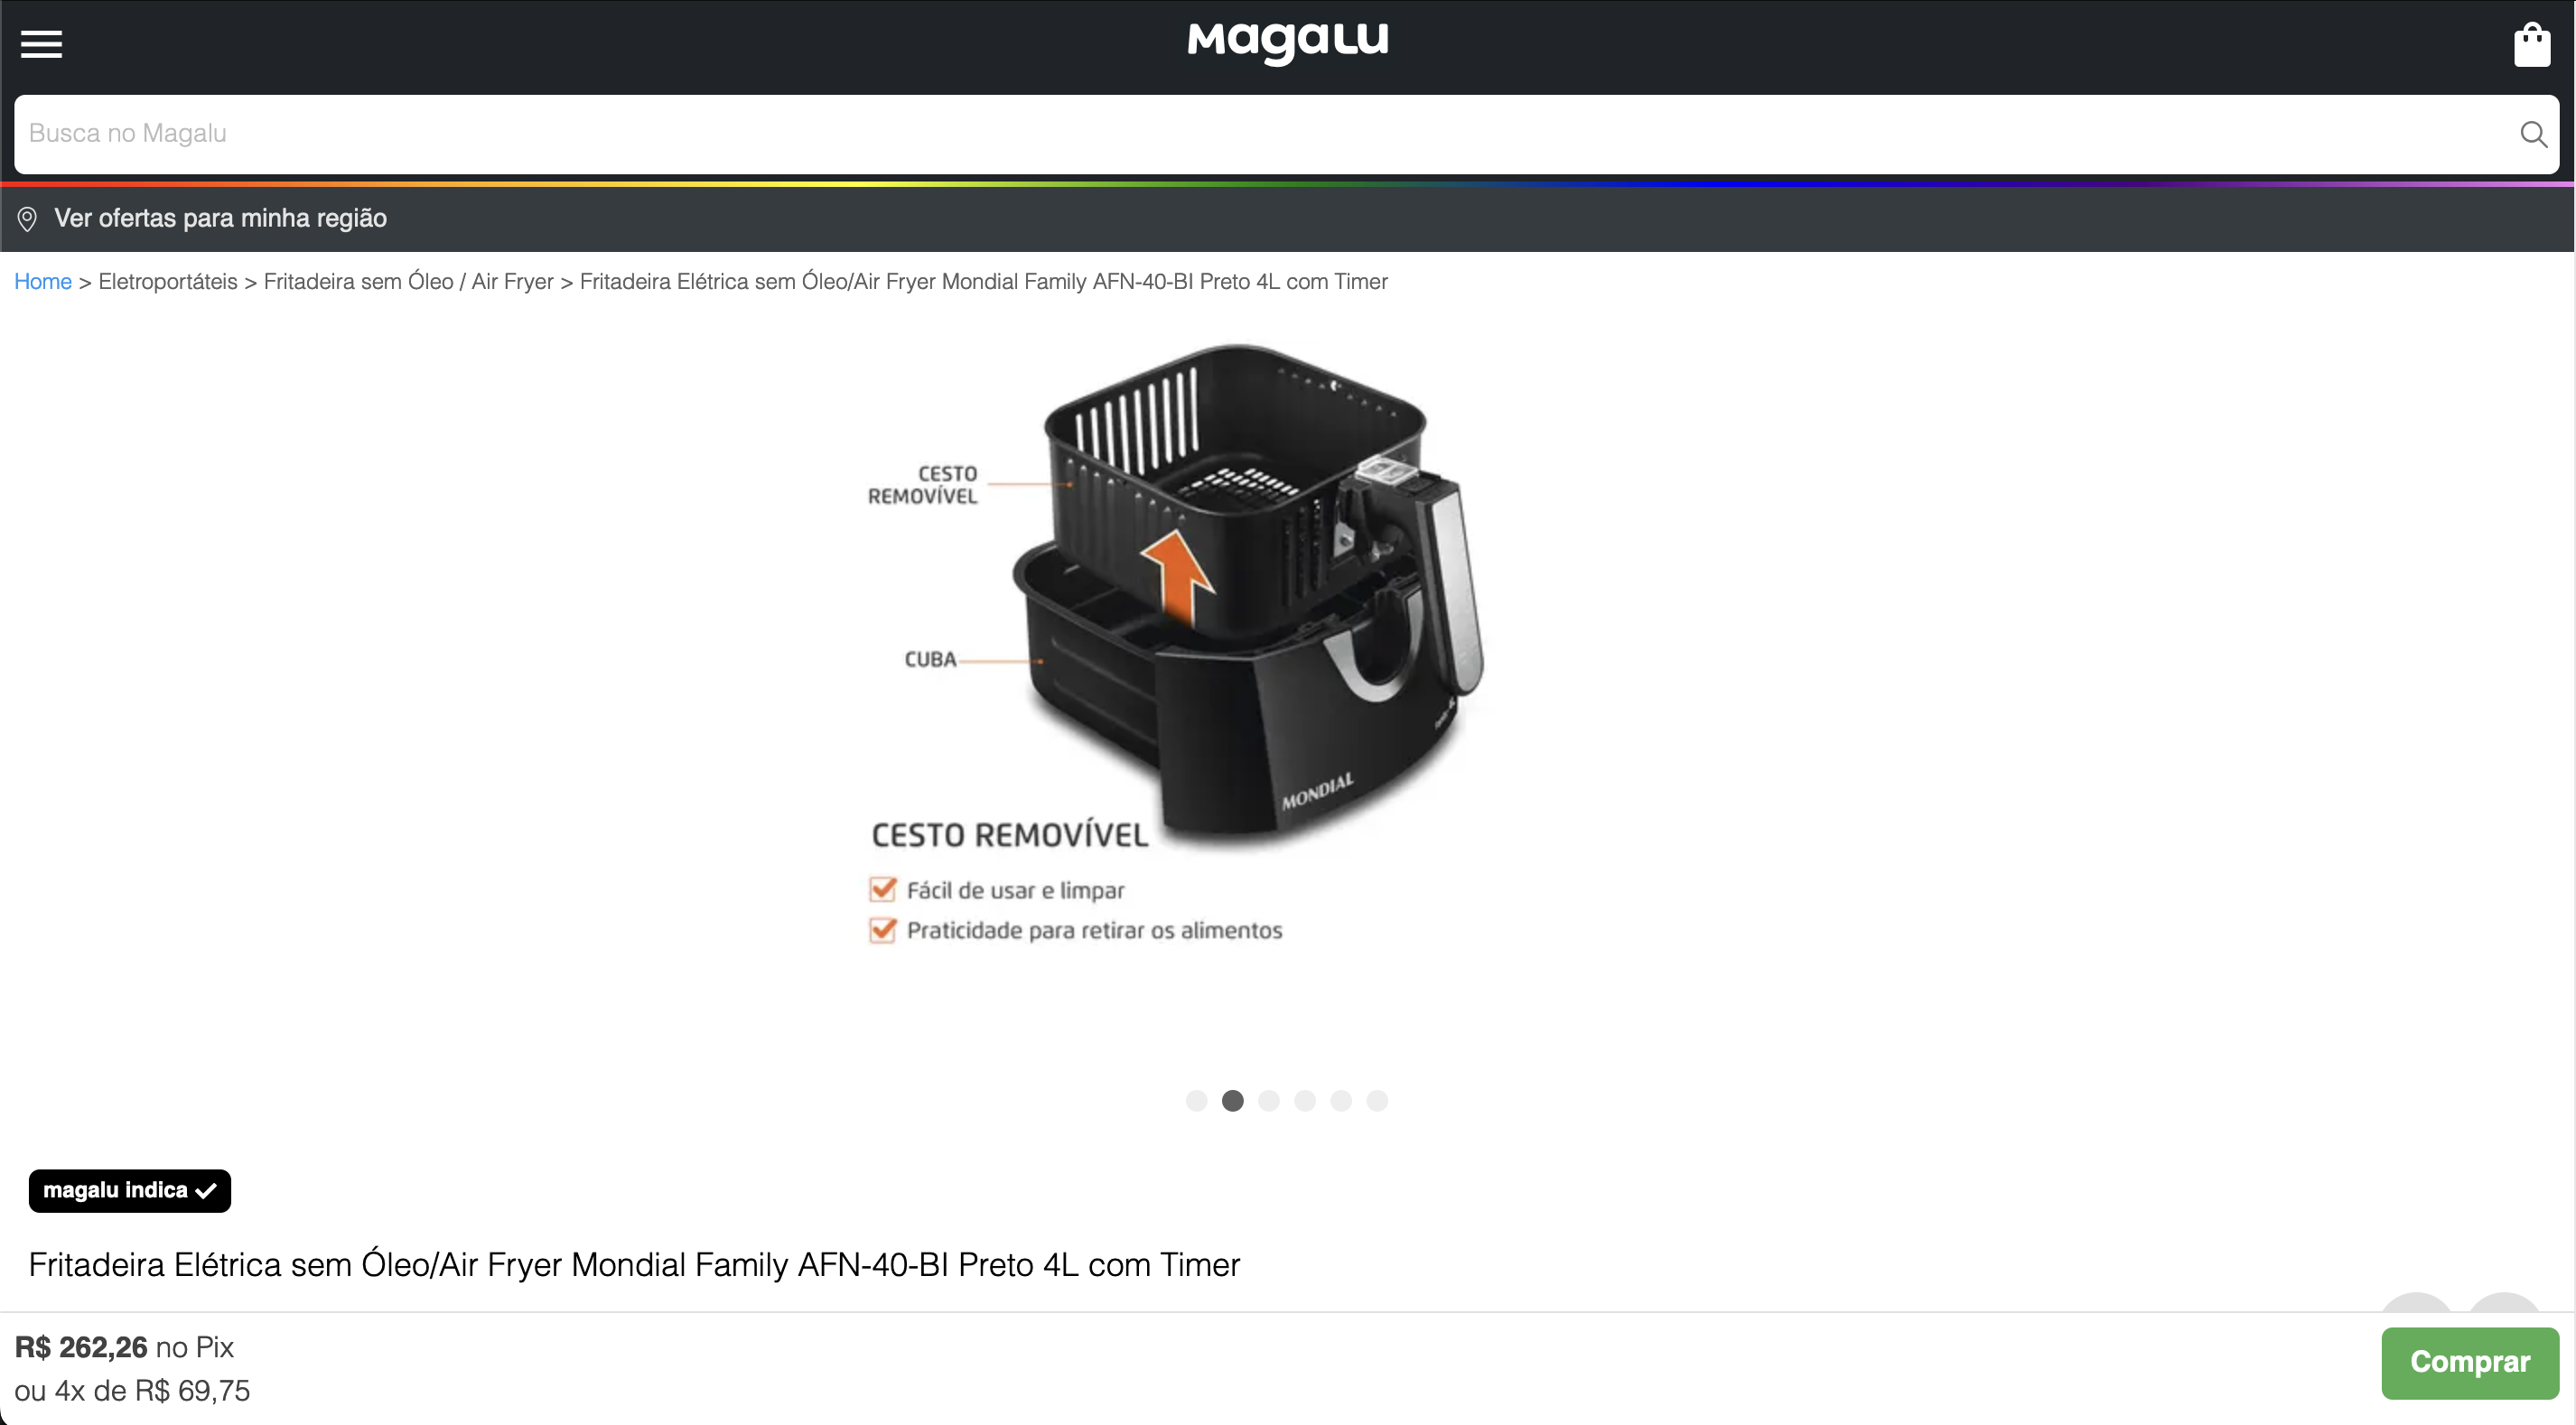 Magalu
Busca no Magalu
Ver ofertas para minha região
Home > Eletroportáteis > Fritadeira sem Óleo / Air Fryer > Fritadeira Elétrica sem Óleo/Air Fryer Mondial Family AFN-40-BI Preto 4L com Timer
CESTO
REMOVÍVEL
CUBA
MONDIAL
CESTO REMOVÍVEL
Fácil de usar e limpar
Praticidade para retirar os alimentos
magalu indica
Fritadeira Elétrica sem Óleo/Air Fryer Mondial Family AFN-40-BI Preto 4L com Timer
R$ 262,26 no Pix
ou 4x de R$ 69,75
Comprar